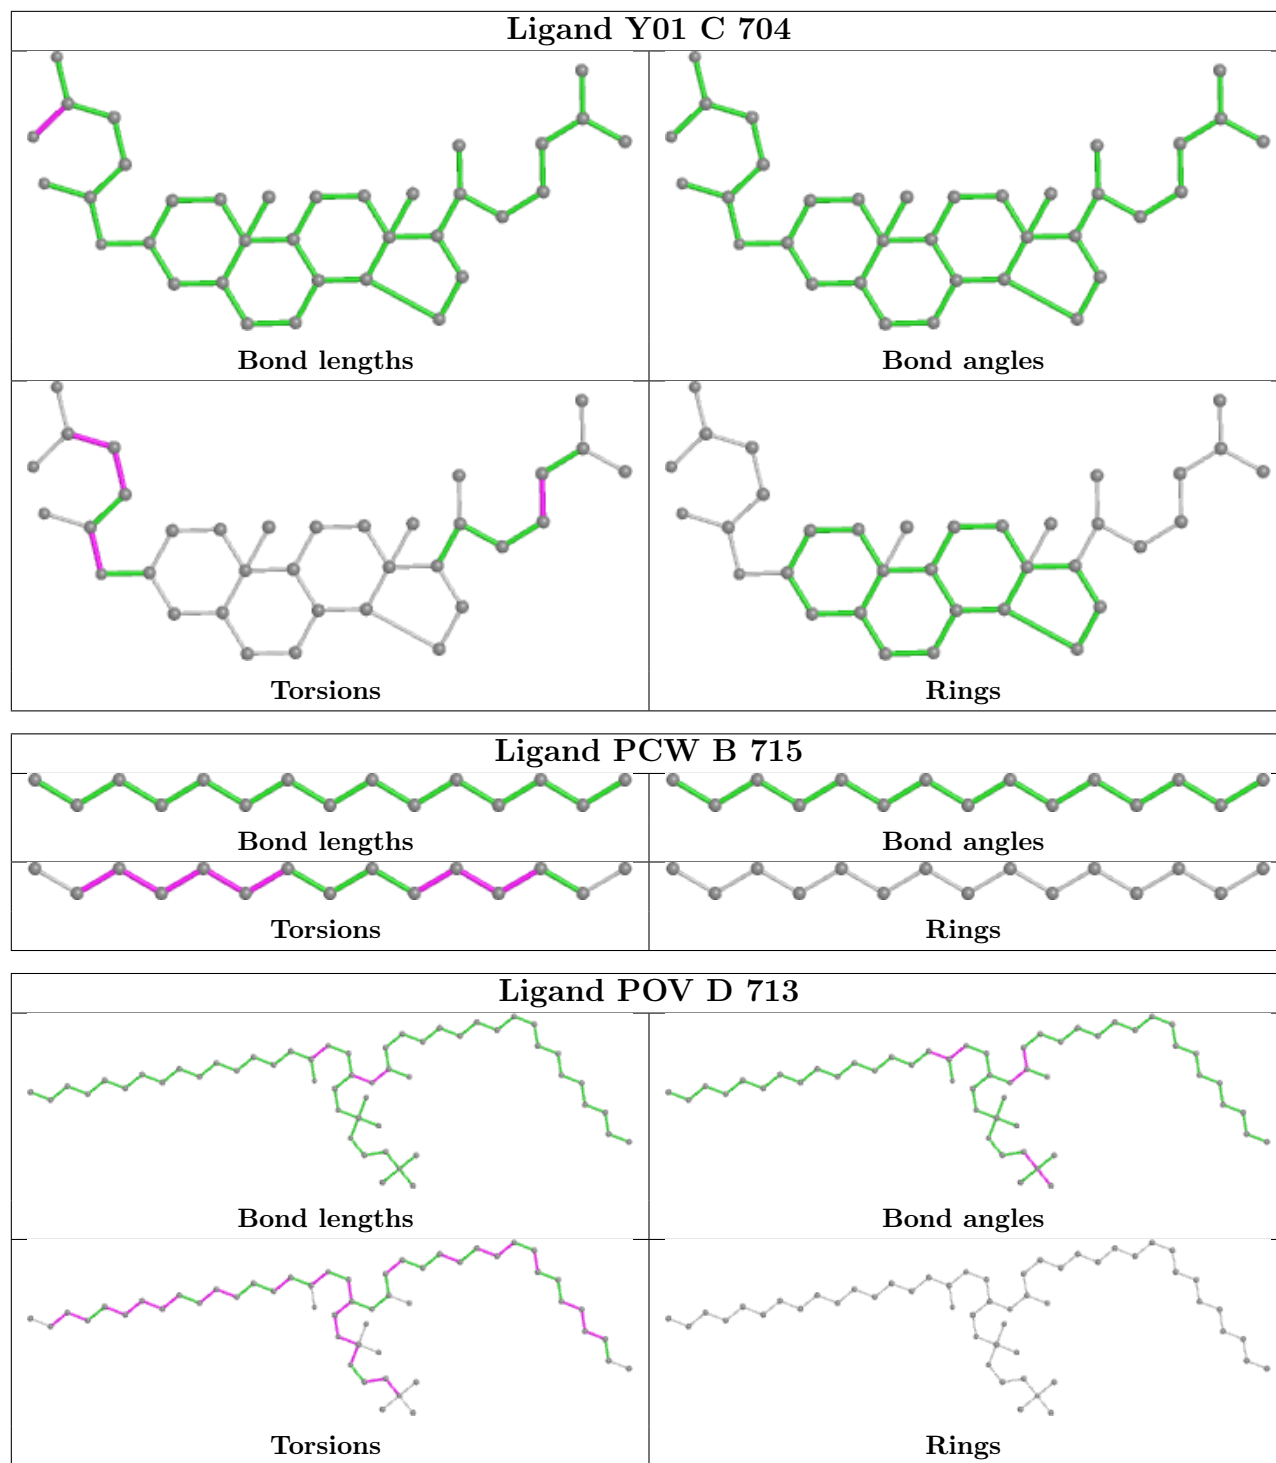 Ligand Y01 C 704
Bond lengths
Bond angles
Torsions
Rings
Ligand PCW B 715
Bond lengths
Bond angles
Torsions
Rings
Ligand POV D 713
Bond lengths
Bond angles
Torsions
Rings